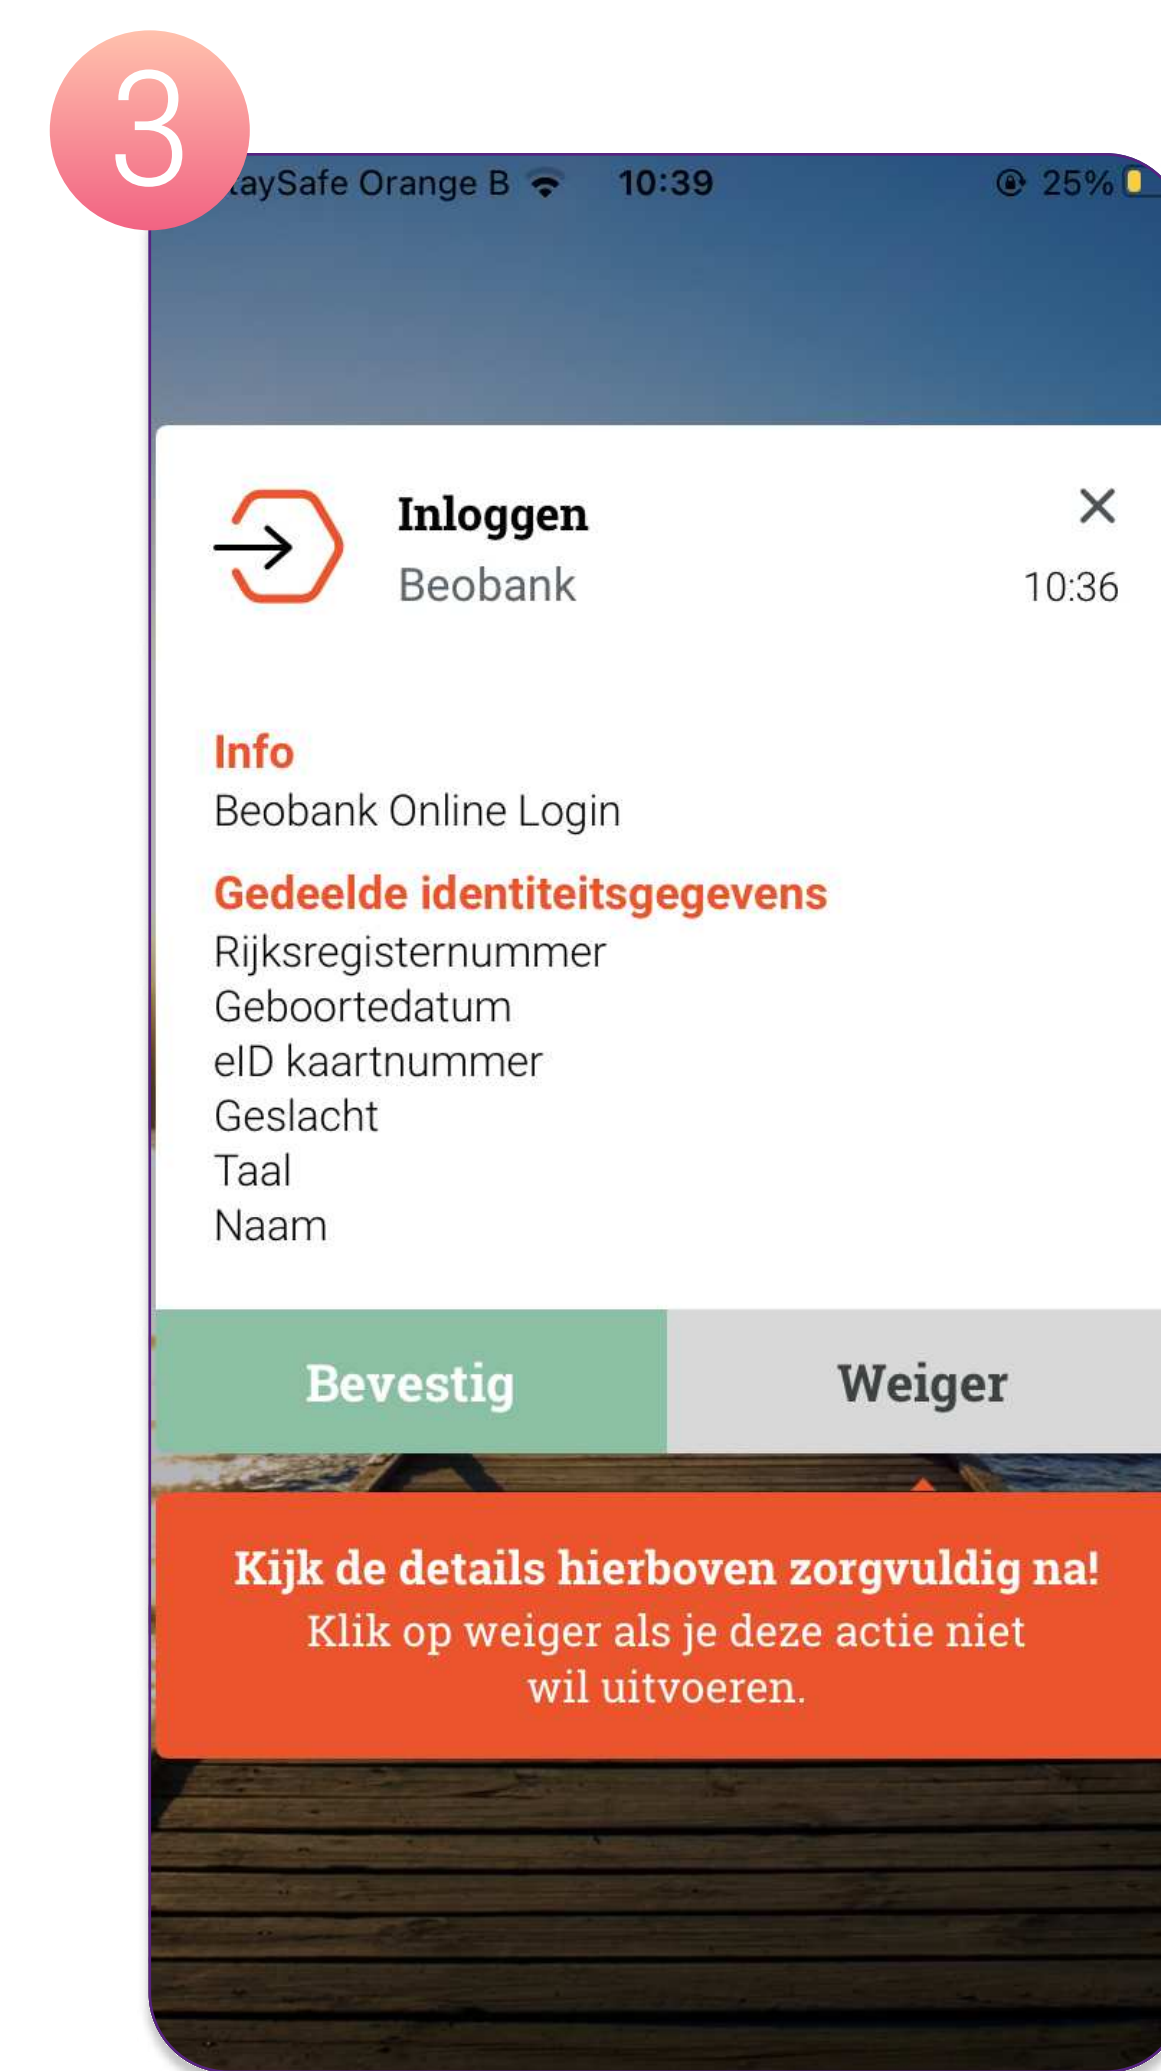 3
aySafe Orange B 10:39 25%
Inloggen
Beobank 10:36
Info
Beobank Online Login
Gedeelde identiteitsgegevens
Rijksregisternummer
Geboortedatum
eID kaartnummer
Geslacht
Taal
Naam
Bevestig Weiger
Kijk de details hierboven zorgvuldig na!
Klik op weiger als je deze actie niet
wil uitvoeren.